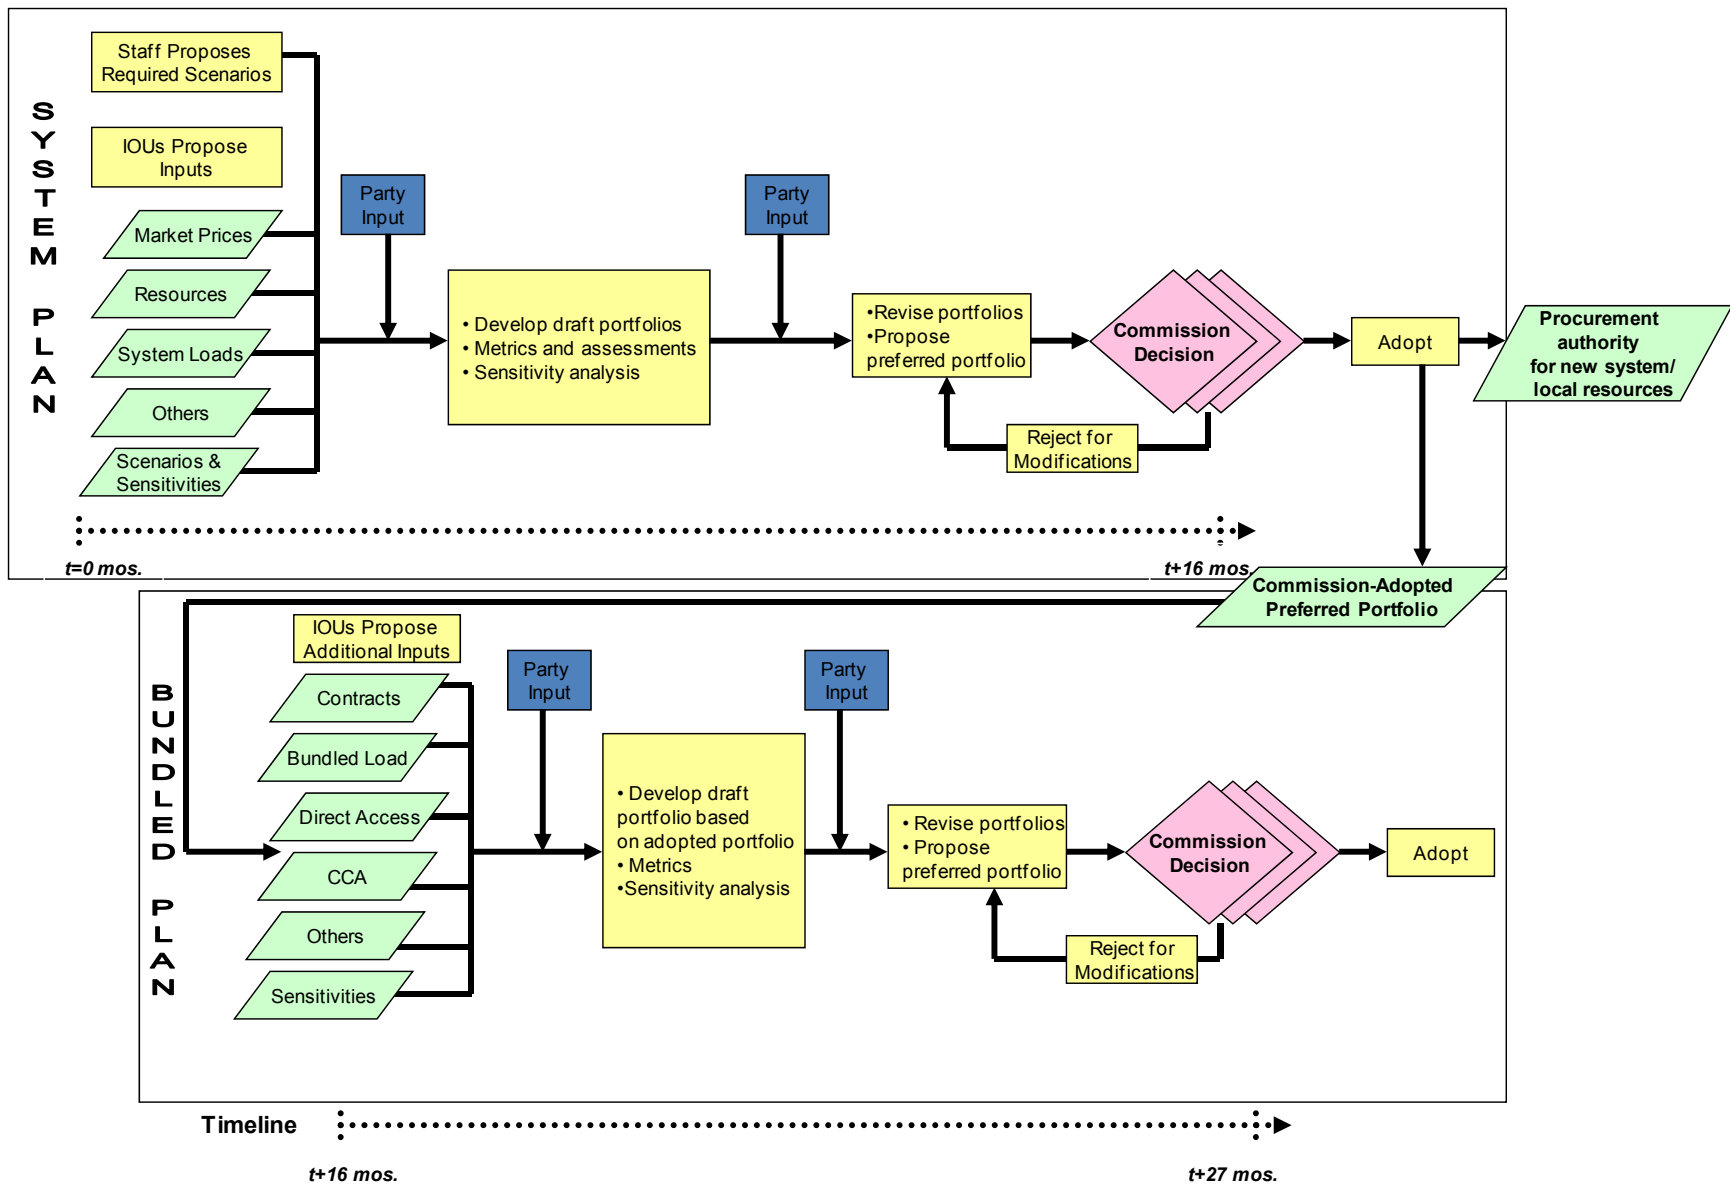 SYSTEM PLAN
Staff Proposes
Required Scenarios
IOUs Propose
Inputs
Market Prices
Resources
System Loads
Others
Scenarios &
Sensitivities
Party
Input
• Develop draft portfolios
• Metrics and assessments
• Sensitivity analysis
Party
Input
•Revise portfolios
•Propose
preferred portfolio
Commission
Decision
Reject for
Modifications
Adopt
Procurement
authority
for new system/
local resources
t=0 mos.
t+16 mos.
Commission-Adopted
Preferred Portfolio
BUNDLED PLAN
IOUs Propose
Additional Inputs
Contracts
Bundled Load
Direct Access
CCA
Others
Sensitivities
Party
Input
• Develop draft
portfolio based
on adopted portfolio
• Metrics
•Sensitivity analysis
Party
Input
• Revise portfolios
• Propose
preferred portfolio
Commission
Decision
Reject for
Modifications
Adopt
Timeline
t+16 mos.
t+27 mos.